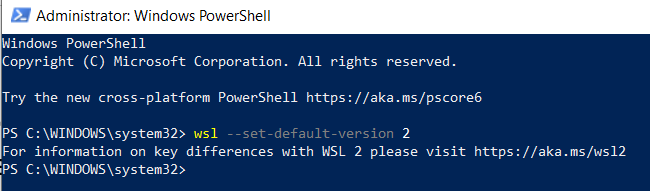 Administrator: Windows PowerShell
Windows PowerShell
Copyright (C) Microsoft Corporation. All rights reserved.
Try the new cross-platform PowerShell https://aka.ms/pscore6
PS C:\WINDOWS\system32> wsl --set-default-version 2
For information on key differences with WSL 2 please visit https://aka.ms/wsl2
PS C:\WINDOWS\system32>